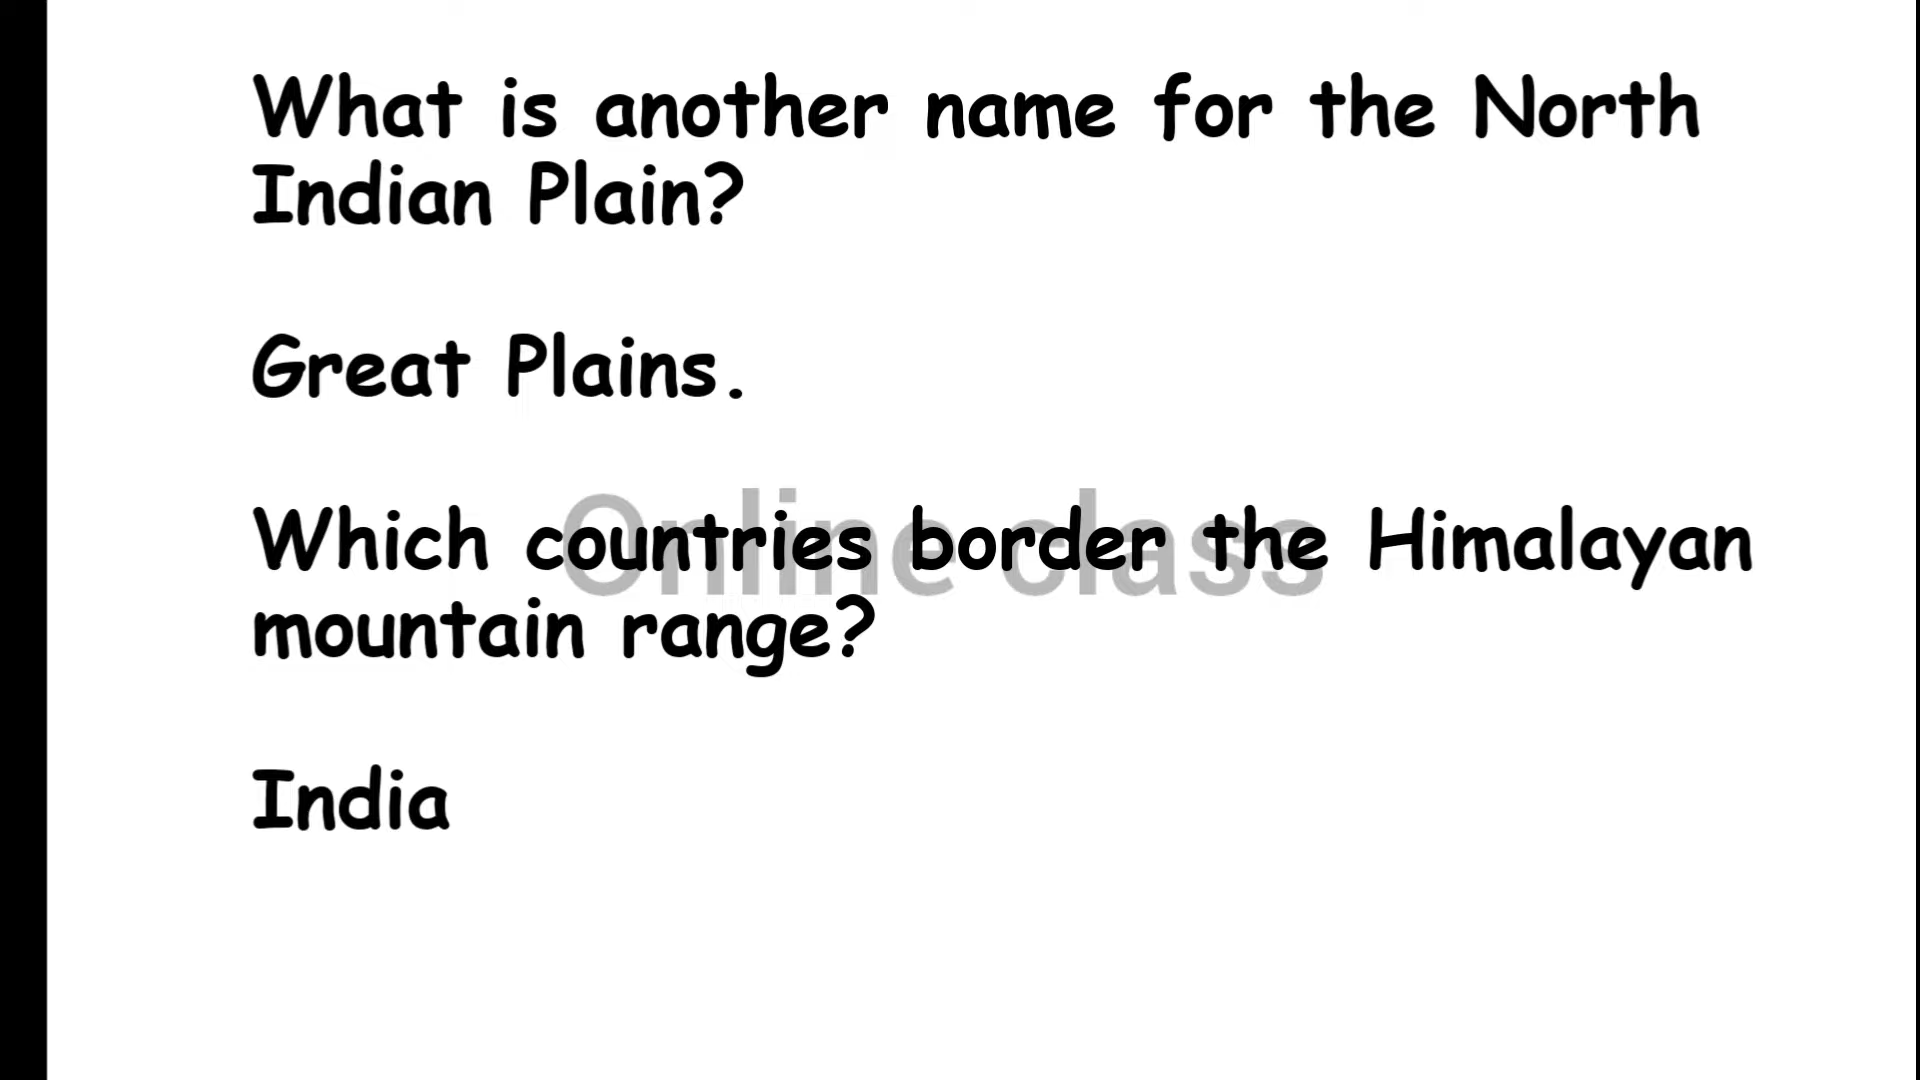 What is another name for the North
Indian Plain?
Great Plains.
Online class
Which countries border the Himalayan
mountain range?
India